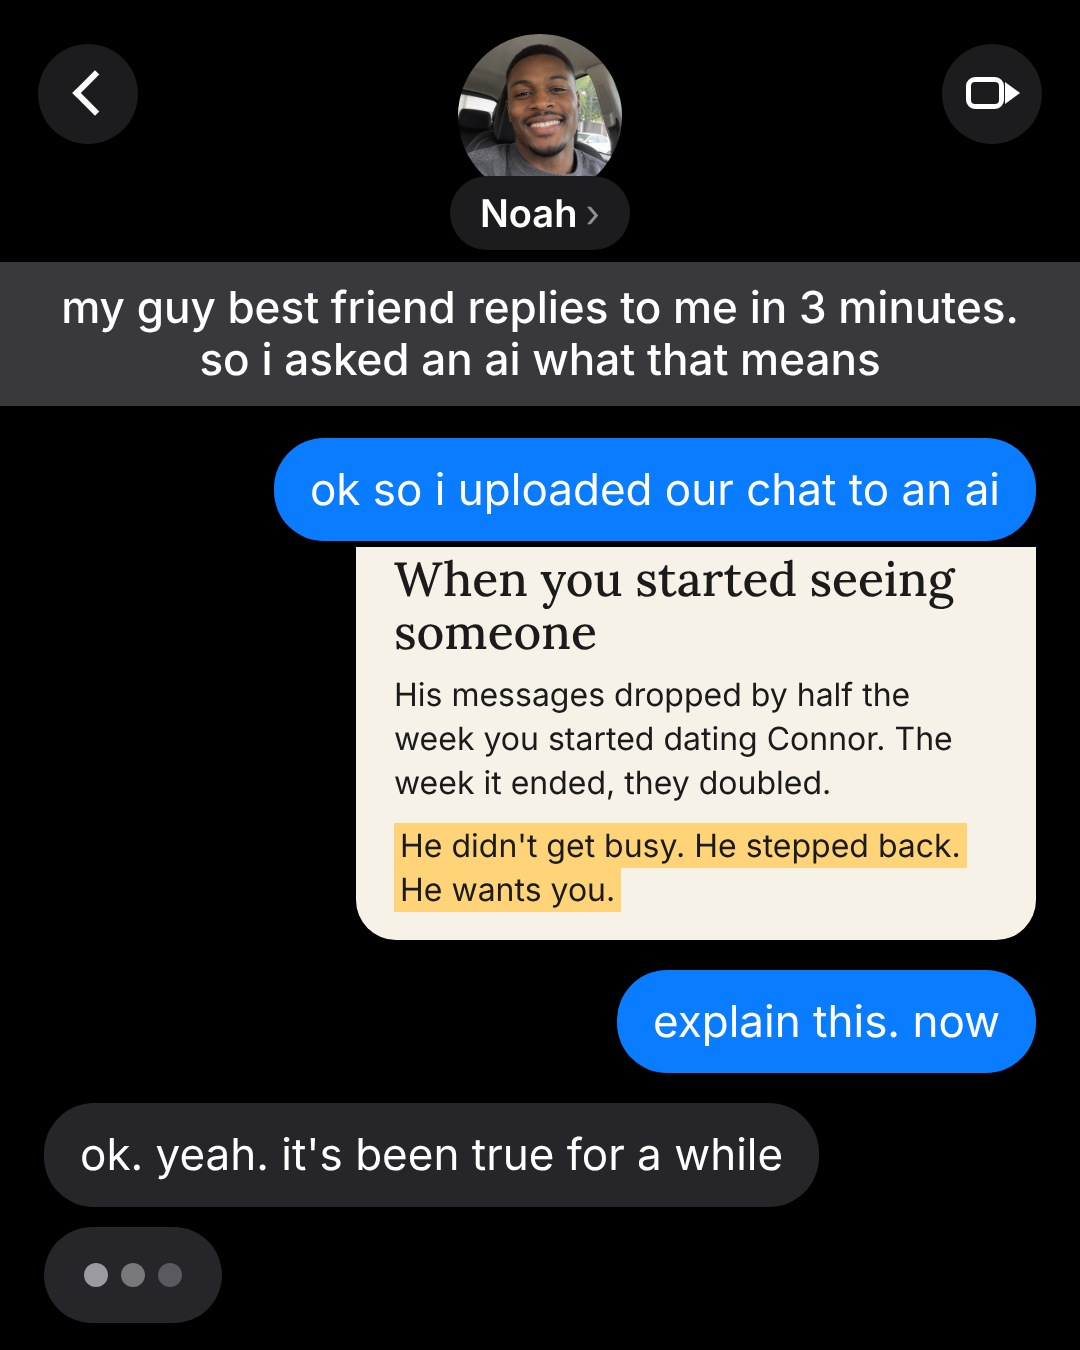 Noah ›
my guy best friend replies to me in 3 minutes.
so i asked an ai what that means
ok so i uploaded our chat to an ai
When you started seeing
someone
His messages dropped by half the
week you started dating Connor. The
week it ended, they doubled.
He didn't get busy. He stepped back.
He wants you.
explain this. now
ok. yeah. it's been true for a while